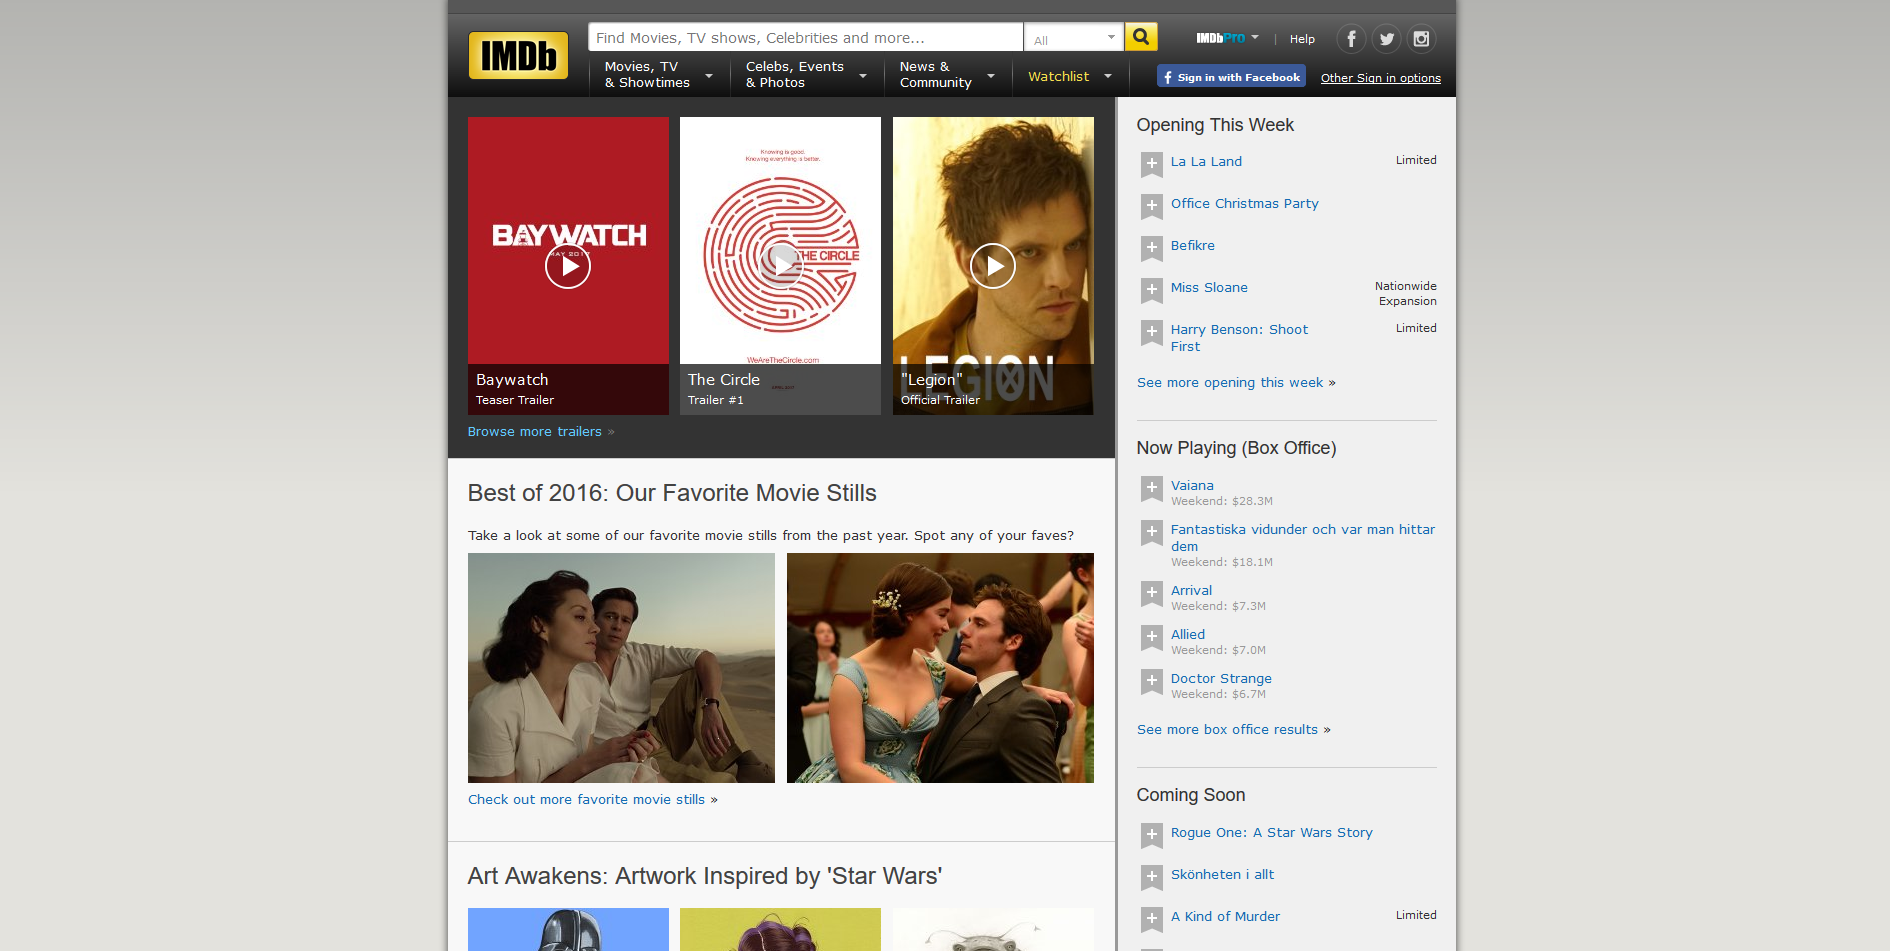 IMDb
Find Movies, TV shows, Celebrities and more...
All
IMDbPro
|
Help
Movies, TV
& Showtimes
Celebs, Events
& Photos
News &
Community
Watchlist
Sign in with Facebook
Other Sign in options
BAYWATCH
MAY 2017
Baywatch
Teaser Trailer
Knowing is good.
Knowing everything is better.
THE CIRCLE
WeAreTheCircle.com
The Circle
Trailer #1
LEGION
"Legion"
Official Trailer
Browse more trailers »
Best of 2016: Our Favorite Movie Stills
Take a look at some of our favorite movie stills from the past year. Spot any of your faves?
Check out more favorite movie stills »
Art Awakens: Artwork Inspired by 'Star Wars'
Opening This Week
La La Land
Limited
Office Christmas Party
Befikre
Miss Sloane
Nationwide
Expansion
Harry Benson: Shoot
First
Limited
See more opening this week »
Now Playing (Box Office)
Vaiana
Weekend: $28.3M
Fantastiska vidunder och var man hittar
dem
Weekend: $18.1M
Arrival
Weekend: $7.3M
Allied
Weekend: $7.0M
Doctor Strange
Weekend: $6.7M
See more box office results »
Coming Soon
Rogue One: A Star Wars Story
Skönheten i allt
A Kind of Murder
Limited